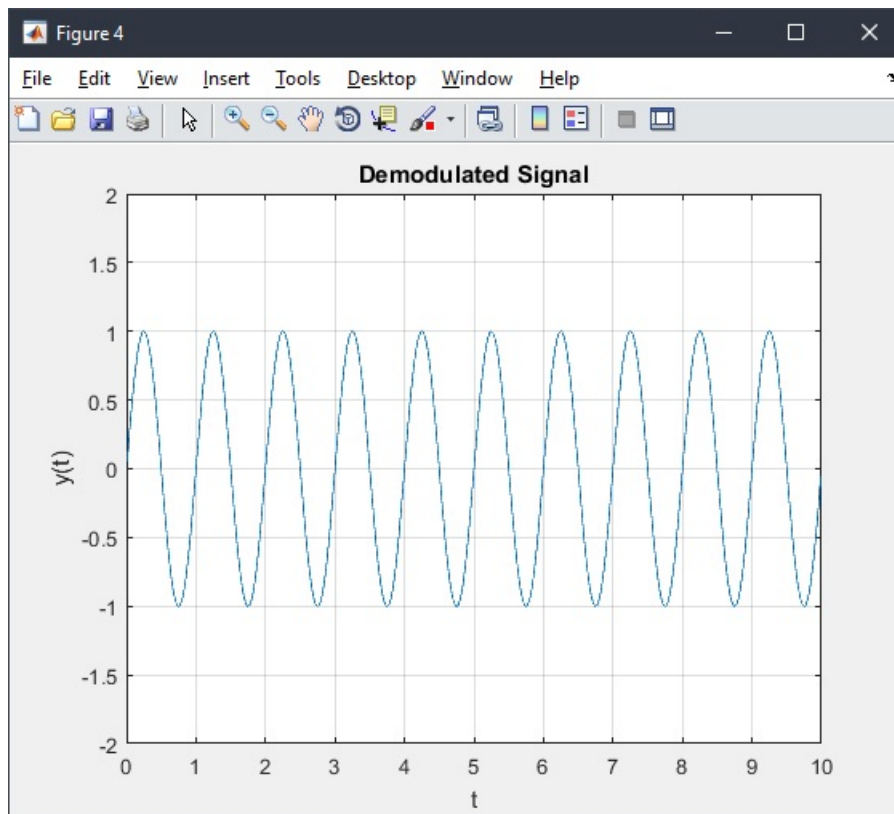 Figure 4
File Edit View Insert Tools Desktop Window Help
Demodulated Signal
2
1.5
1
0.5
0
-0.5
-1
-1.5
-2
y(t)
0 1 2 3 4 5 6 7 8 9 10
t